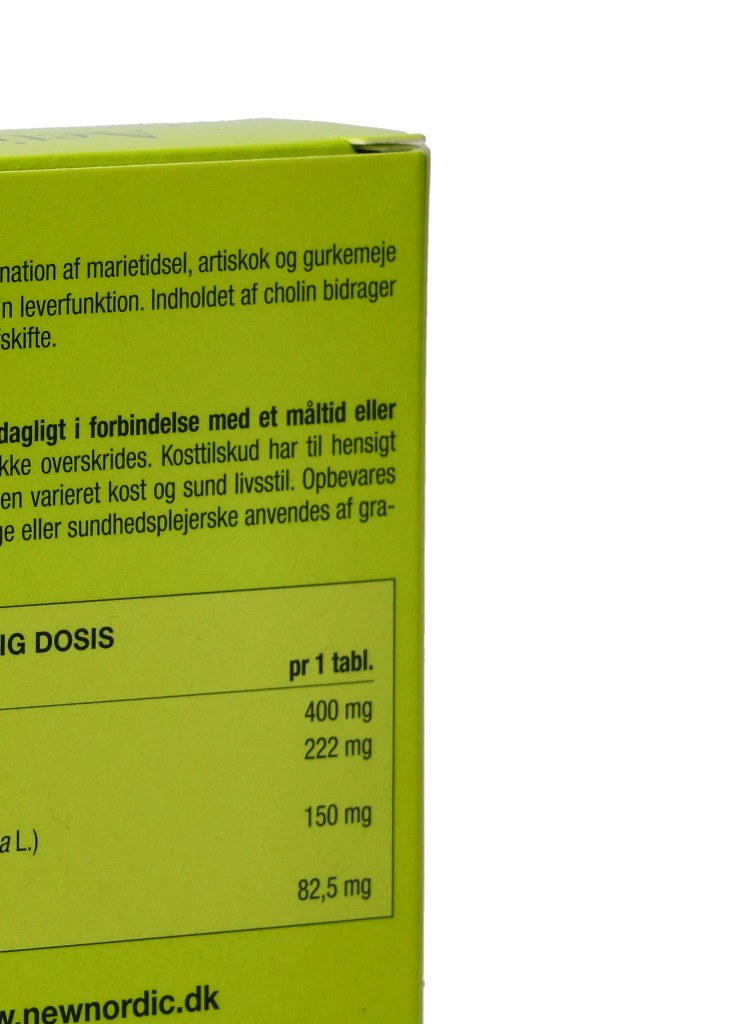 nation af marietidsel, artiskok og gurkemeje
n leverfunktion. Indholdet af cholin bidrager
skifte.
dagligt i forbindelse med et måltid eller
kke overskrides. Kosttilskud har til hensigt
en varieret kost og sund livsstil. Opbevares
ge eller sundhedsplejerske anvendes af gra-
IG DOSIS
pr 1 tabl.
400 mg
222 mg
150 mg
a L.)
82,5 mg
w.newnordic.dk